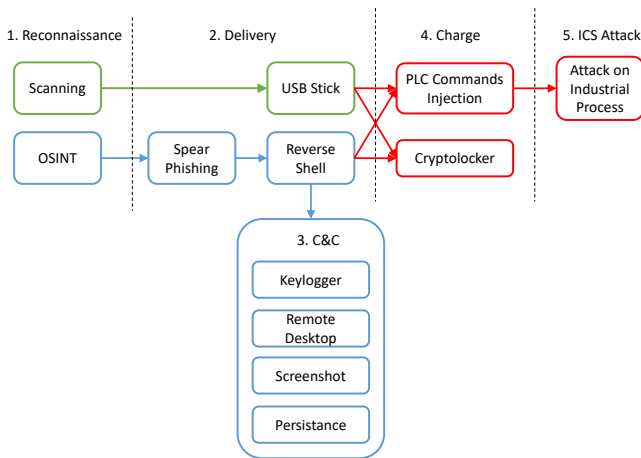 1. Reconnaissance
2. Delivery
4. Charge
5. ICS Attack
Scanning
USB Stick
PLC Commands
Injection
Attack on
Industrial
Process
OSINT
Spear
Phishing
Reverse
Shell
Cryptolocker
3. C&C
Keylogger
Remote
Desktop
Screenshot
Persistance